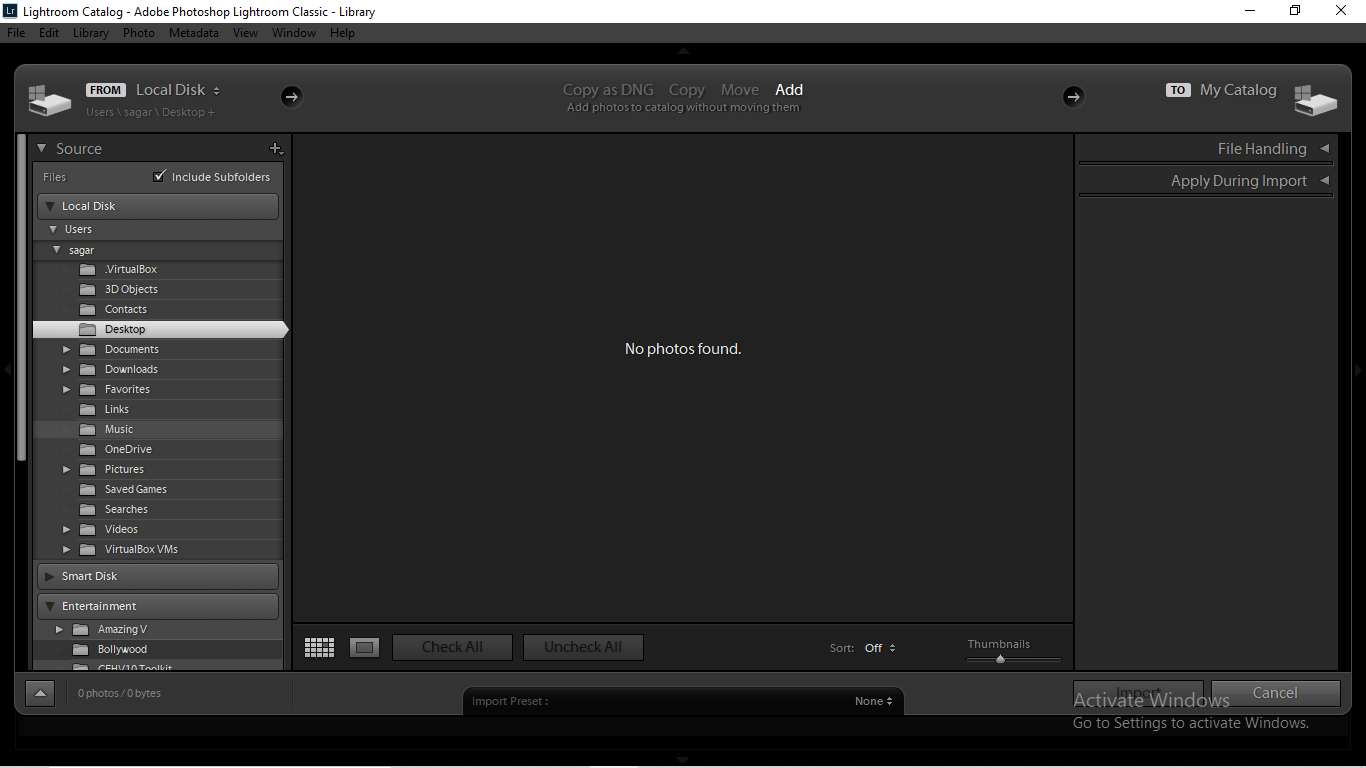 Lr Lightroom Catalog - Adobe Photoshop Lightroom Classic - Library
File Edit Library Photo Metadata View Window Help
FROM Local Disk
Users \ sagar \ Desktop +
Copy as DNG Copy Move Add
Add photos to catalog without moving them
TO My Catalog
Source
Files Include Subfolders
Local Disk
Users
sagar
.VirtualBox
3D Objects
Contacts
Desktop
Documents
Downloads
Favorites
Links
Music
OneDrive
Pictures
Saved Games
Searches
Videos
VirtualBox VMs
Smart Disk
Entertainment
Amazing V
Bollywood
CEHV10 Toolkit
No photos found.
File Handling
Apply During Import
Check All Uncheck All Sort: Off Thumbnails
0 photos / 0 bytes
Import Preset : None
Import Cancel
Activate Windows
Go to Settings to activate Windows.